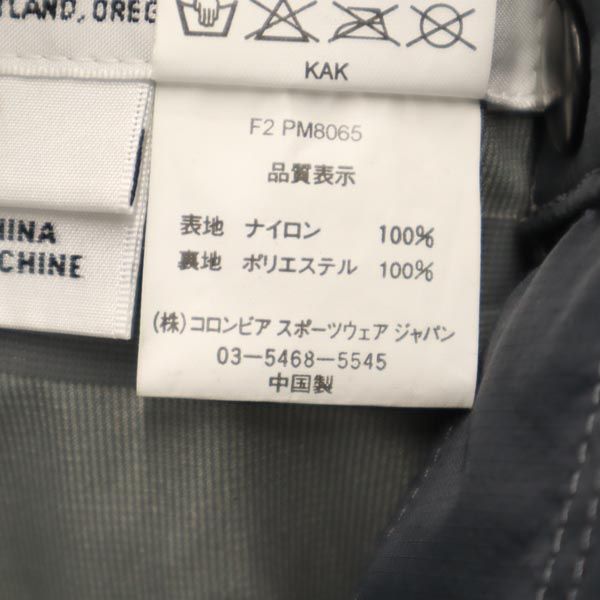 TLAND, OREG
KAK
F2 PM8065
品質表示
表地 ナイロン 100%
裏地 ポリエステル 100%
(株)コロンビア スポーツウェア ジャパン
03-5468-5545
中国製
HINA
CHINE